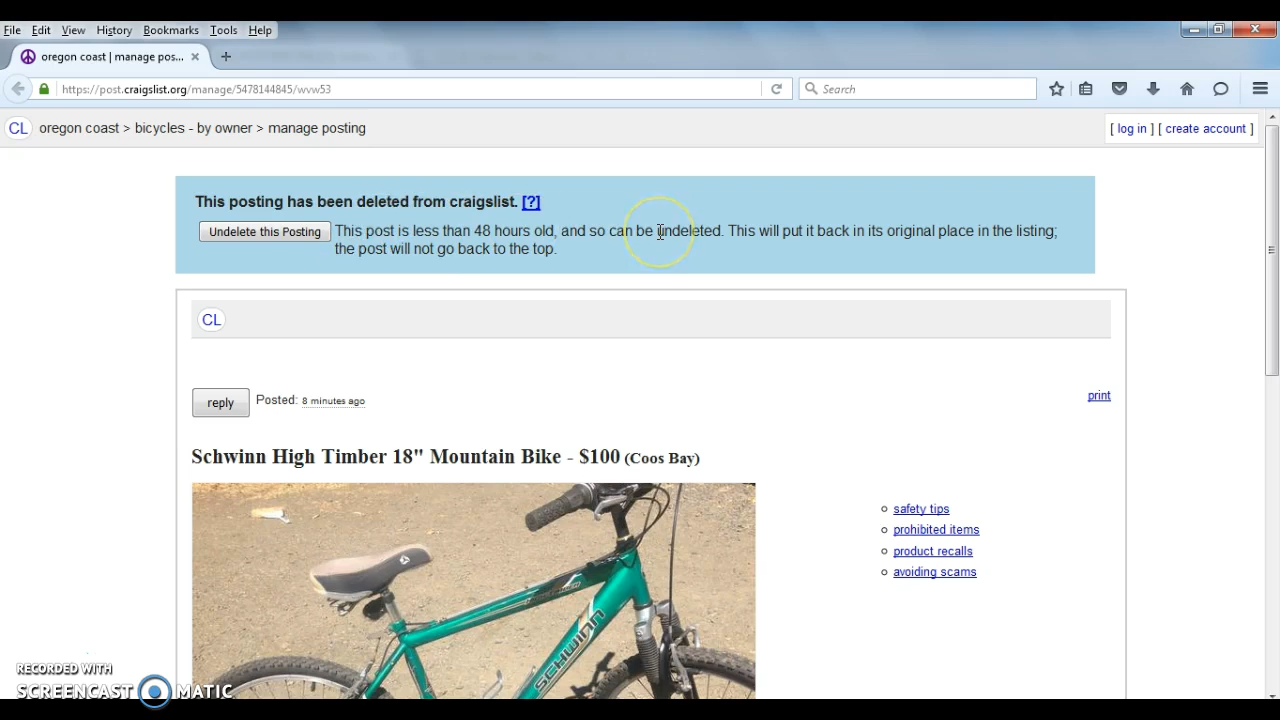 File Edit View History Bookmarks Tools Help
oregon coast | manage pos...
https://post.craigslist.org/manage/5478144845/wvw53
Search
CL oregon coast > bicycles - by owner > manage posting
[ log in ] [ create account ]
This posting has been deleted from craigslist. [?]
Undelete this Posting
This post is less than 48 hours old, and so can be undeleted. This will put it back in its original place in the listing;
the post will not go back to the top.
CL
reply Posted: 8 minutes ago
print
Schwinn High Timber 18" Mountain Bike - $100 (Coos Bay)
safety tips
prohibited items
product recalls
avoiding scams
SCHWINN
RECORDED WITH
SCREENCAST MATIC